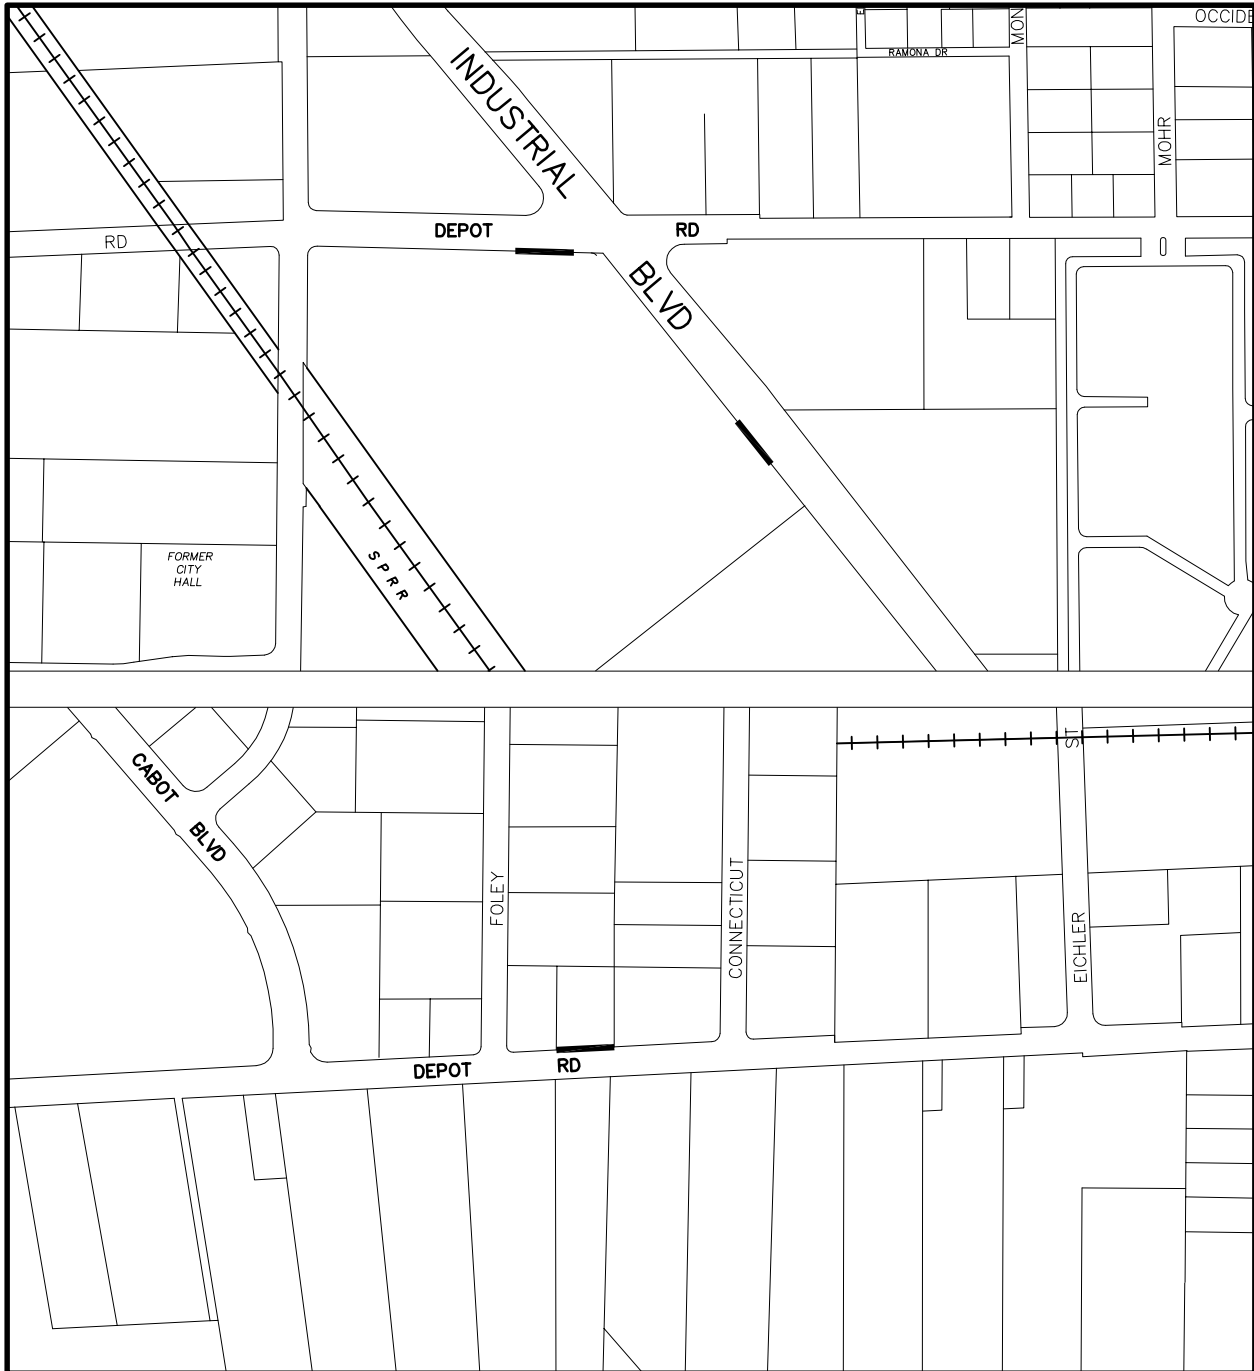 OCCIDE
MON
RAMONA DR
INDUSTRIAL
MOHR
DEPOT RD
RD
BLVD
FORMER
CITY
HALL
SPRR
CABOT
BLVD
ST
FOLEY
CONNECTICUT
EICHLER
DEPOT RD